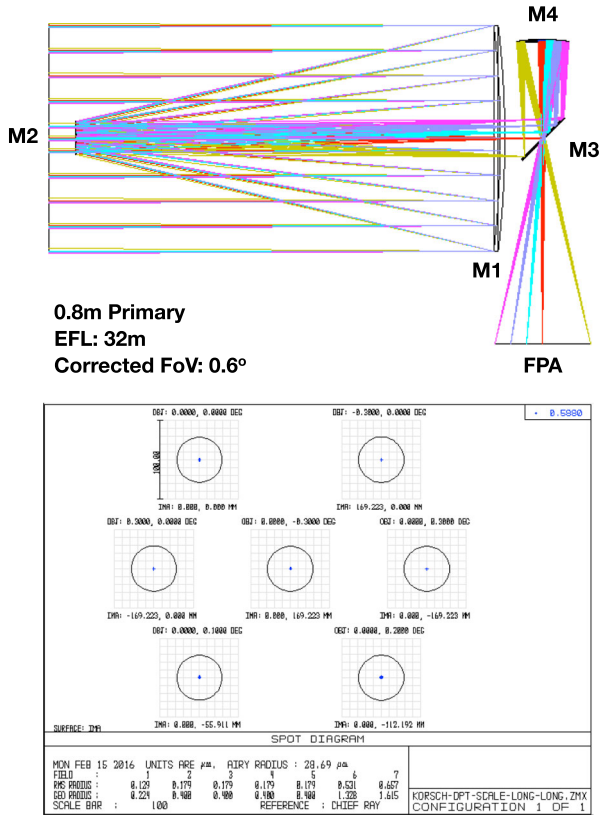 M4
M2
M3
M1
0.8m Primary
EFL: 32m
Corrected FoV: 0.6º
FPA
0.5880
OBJ: 0.0000, 0.0000 DEG
OBJ: -0.3000, 0.0000 DEG
100.00
IMA: 0.000, 0.000 MM
IMA: 169.223, 0.000 MM
OBJ: 0.3000, 0.0000 DEG
OBJ: 0.0000, -0.3000 DEG
OBJ: 0.0000, 0.3000 DEG
IMA: -169.223, 0.000 MM
IMA: 0.000, 169.223 MM
IMA: 0.000, -169.223 MM
OBJ: 0.0000, 0.1000 DEG
OBJ: 0.0000, 0.2000 DEG
IMA: 0.000, -55.911 MM
IMA: 0.000, -112.192 MM
SURFACE: IMA
SPOT DIAGRAM
MON FEB 15 2016 UNITS ARE µm. AIRY RADIUS : 28.69 µm
FIELD : 1 2 3 4 5 6 7
RMS RADIUS : 0.129 0.179 0.179 0.179 0.179 0.531 0.657
GEO RADIUS : 0.224 0.400 0.400 0.400 0.400 1.328 1.615
SCALE BAR : 100 REFERENCE : CHIEF RAY
KORSCH-OPT-SCALE-LONG-LONG.ZMX
CONFIGURATION 1 OF 1